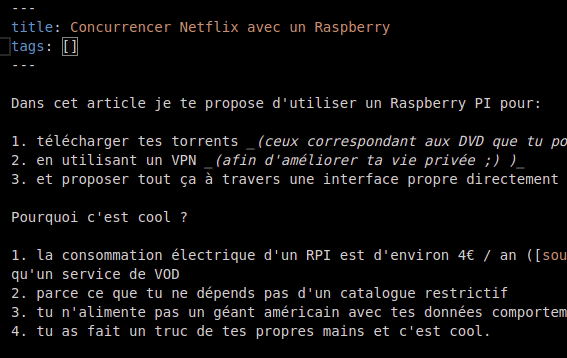 ---
title: Concurrencer Netflix avec un Raspberry
tags: []
---
Dans cet article je te propose d'utiliser un Raspberry PI pour:
1. télécharger tes torrents _(ceux correspondant aux DVD que tu po
2. en utilisant un VPN _(afin d'améliorer ta vie privée ;) )_
3. et proposer tout ça à travers une interface propre directement
Pourquoi c'est cool ?
1. la consommation électrique d'un RPI est d'environ 4€ / an ([sou
qu'un service de VOD
2. parce ce que tu ne dépends pas d'un catalogue restrictif
3. tu n'alimente pas un géant américain avec tes données comportem
4. tu as fait un truc de tes propres mains et c'est cool.